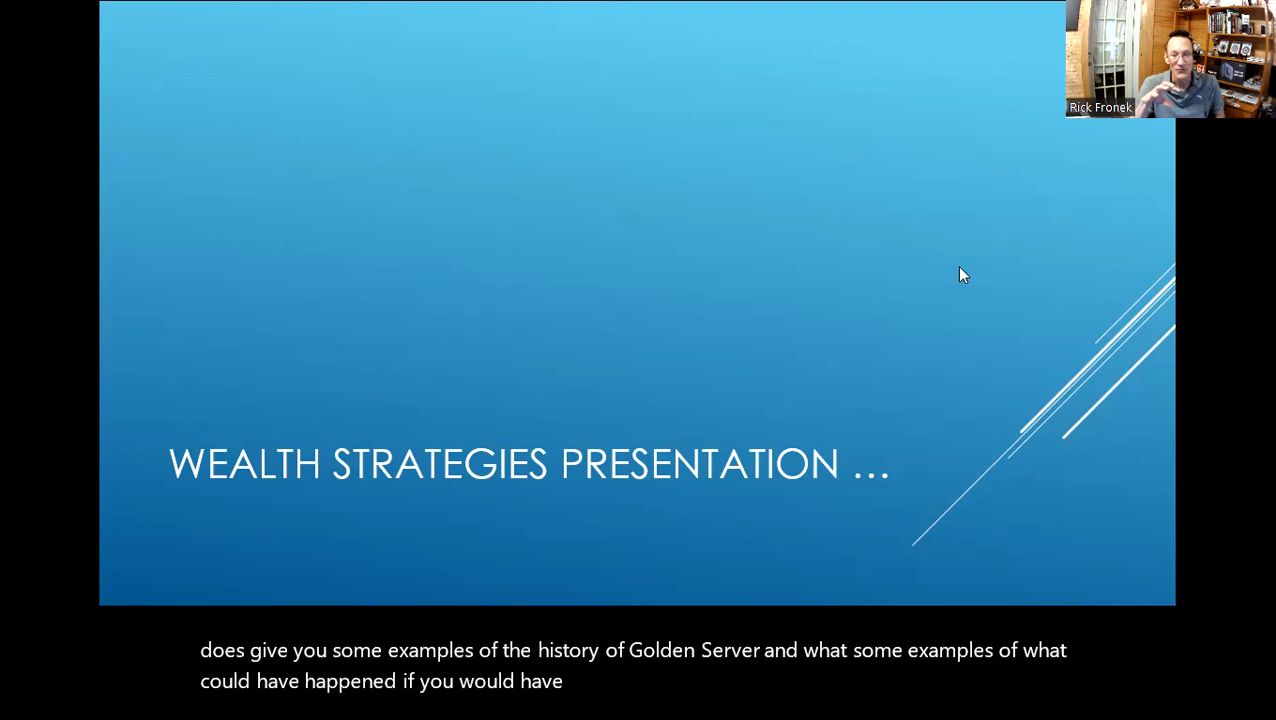 Rick Fronek
WEALTH STRATEGIES PRESENTATION ...
does give you some examples of the history of Golden Server and what some examples of what
could have happened if you would have